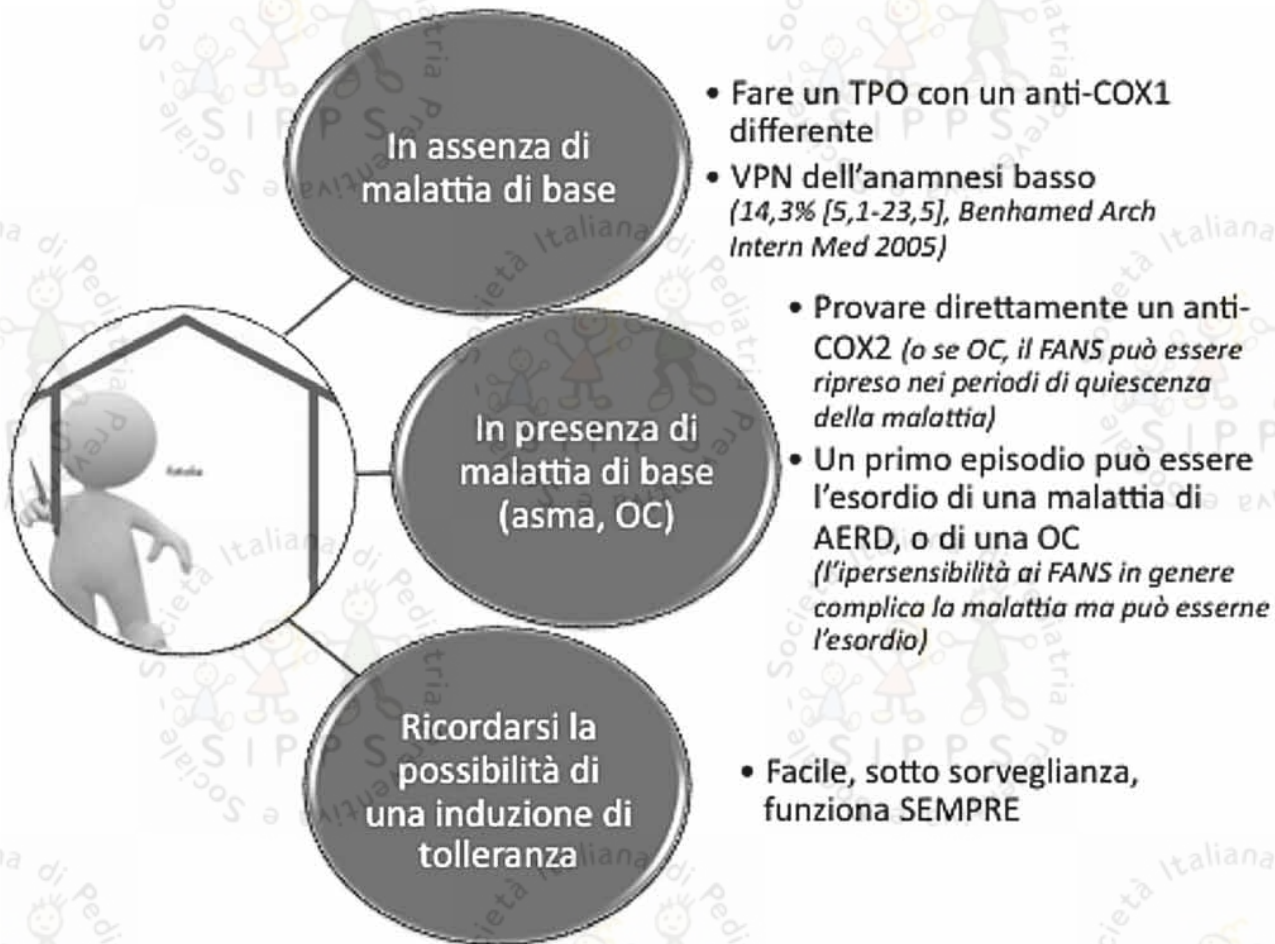 In assenza di
malattia di base
• Fare un TPO con un anti-COX1
differente
• VPN dell'anamnesi basso
(14,3% [5,1-23,5], Benhamed Arch
Intern Med 2005)
In presenza di
malattia di base
(asma, OC)
• Provare direttamente un anti-
COX2 (o se OC, il FANS può essere
ripreso nei periodi di quiescenza
della malattia)
• Un primo episodio può essere
l'esordio di una malattia di
AERD, o di una OC
(l'ipersensibilità ai FANS in genere
complica la malattia ma può esserne
l'esordio)
Ricordarsi la
possibilità di
una induzione di
tolleranza
• Facile, sotto sorveglianza,
funziona SEMPRE